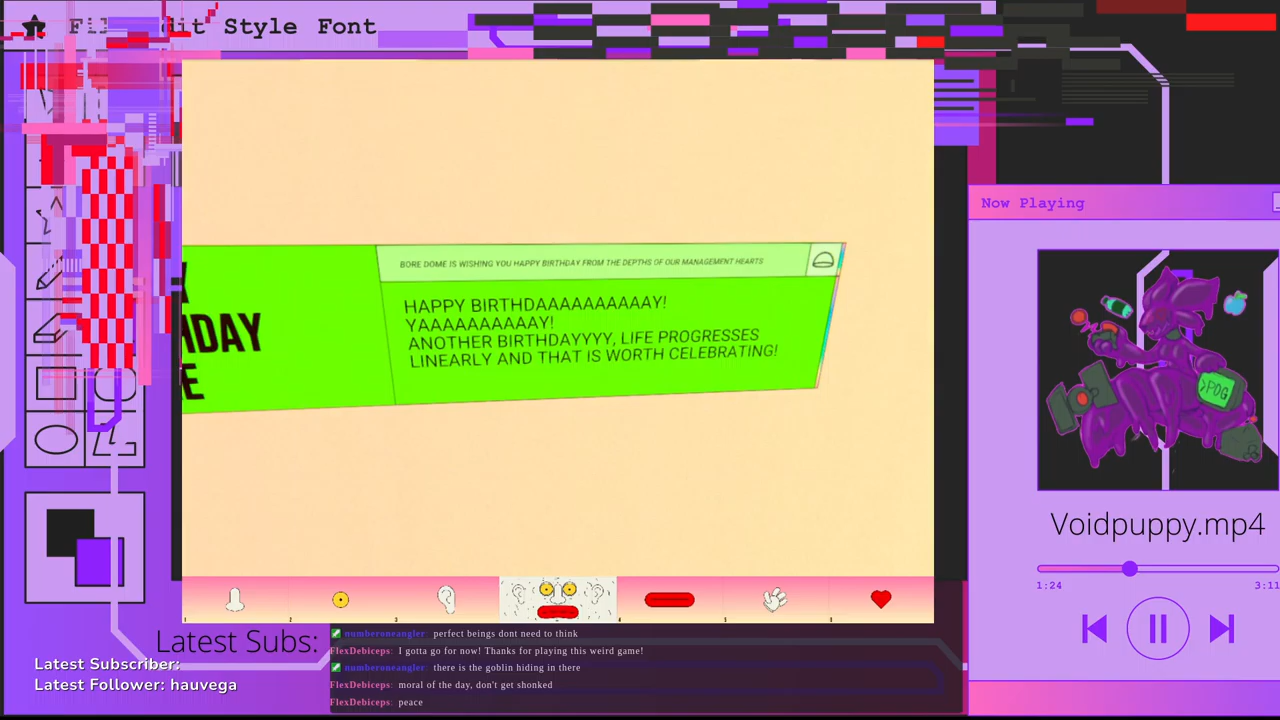 Style Font
Now Playing
BORE DOME IS WISHING YOU HAPPY BIRTHDAY FROM THE DEPTHS OF OUR MANAGEMENT HEARTS
HAPPY BIRTHDAAAAAAAAAAY!
YAAAAAAAAAAY!
ANOTHER BIRTHDAYYYY, LIFE PROGRESSES
LINEARLY AND THAT IS WORTH CELEBRATING!
Y
HDAY
E
>POG
Voidpuppy.mp4
1:24
3:11
Latest Subs:
Latest Subscriber:
Latest Follower: hauvega
numberoneangler: perfect beings dont need to think
FlexDebiceps: I gotta go for now! Thanks for playing this weird game!
numberoneangler: there is the goblin hiding in there
FlexDebiceps: moral of the day, don't get shonked
FlexDebiceps: peace